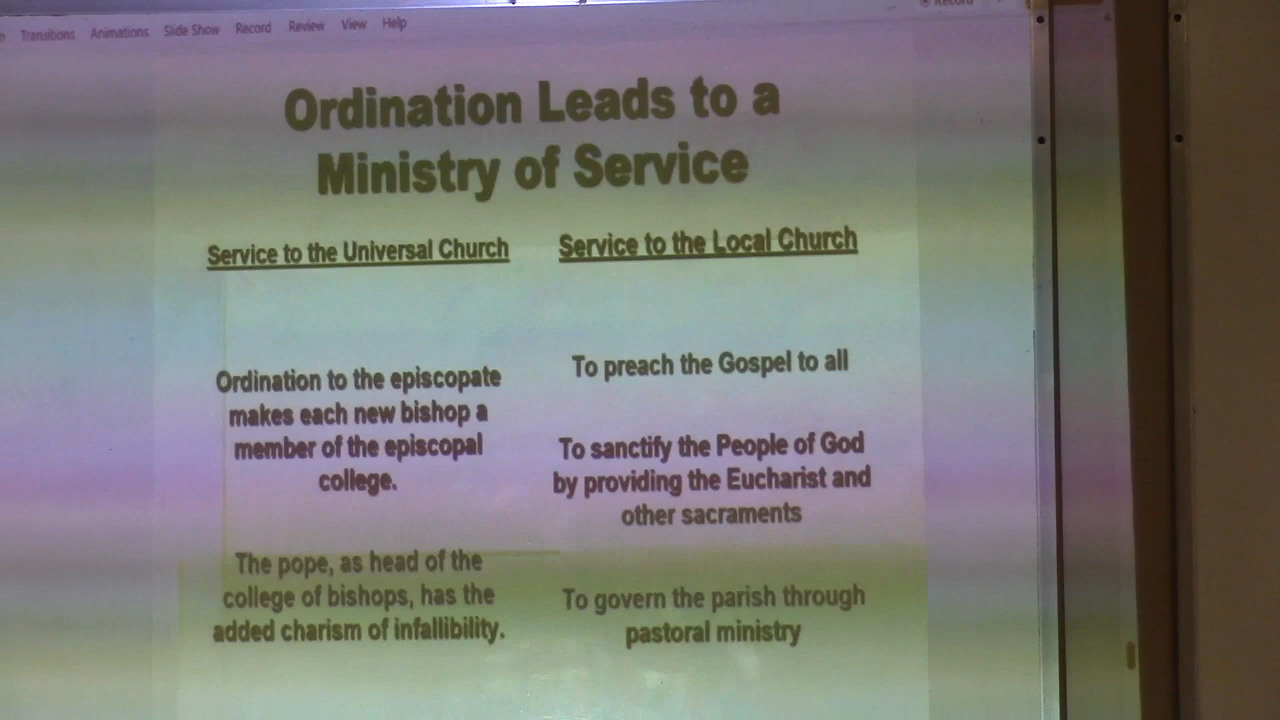 Transitions Animations Slide Show Record Review View Help
Record
Ordination Leads to a
Ministry of Service
Service to the Universal Church
Ordination to the episcopate
makes each new bishop a
member of the episcopal
college.
The pope, as head of the
college of bishops, has the
added charism of infallibility.
Service to the Local Church
To preach the Gospel to all
To sanctify the People of God
by providing the Eucharist and
other sacraments
To govern the parish through
pastoral ministry